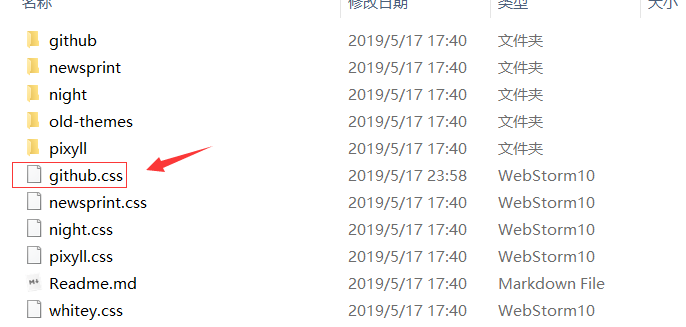 名称 修改日期 类型 大小
github 2019/5/17 17:40 文件夹
newsprint 2019/5/17 17:40 文件夹
night 2019/5/17 17:40 文件夹
old-themes 2019/5/17 17:40 文件夹
pixyll 2019/5/17 17:40 文件夹
github.css 2019/5/17 23:58 WebStorm10
newsprint.css 2019/5/17 17:40 WebStorm10
night.css 2019/5/17 17:40 WebStorm10
pixyll.css 2019/5/17 17:40 WebStorm10
Readme.md 2019/5/17 17:40 Markdown File
whitey.css 2019/5/17 17:40 WebStorm10